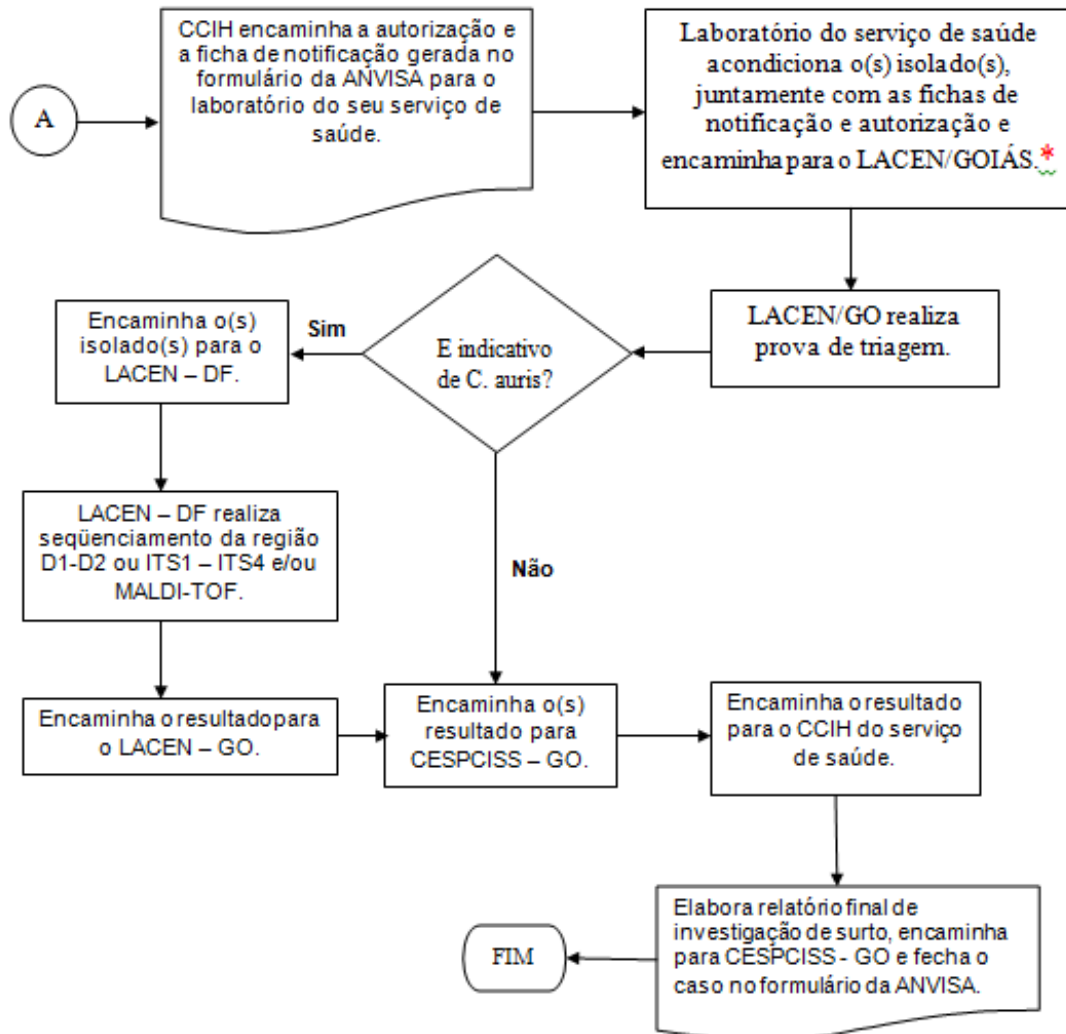 A
CCIH encaminha a autorização e
a ficha de notificação gerada no
formulário da ANVISA para o
laboratório do seu serviço de
saúde.
Laboratório do serviço de saúde
acondiciona o(s) isolado(s),
juntamente com as fichas de
notificação e autorização e
encaminha para o LACEN/GOIÁS.*
LACEN/GO realiza
prova de triagem.
E indicativo
de C. auris?
Sim
Encaminha o(s)
isolado(s) para o
LACEN – DF.
LACEN – DF realiza
seqüenciamento da região
D1-D2 ou ITS1 – ITS4 e/ou
MALDI-TOF.
Não
Encaminha o resultado para
o LACEN – GO.
Encaminha o(s)
resultado para
CESPCISS – GO.
Encaminha o resultado
para o CCIH do serviço
de saúde.
Elabora relatório final de
investigação de surto, encaminha
para CESPCISS - GO e fecha o
caso no formulário da ANVISA.
FIM